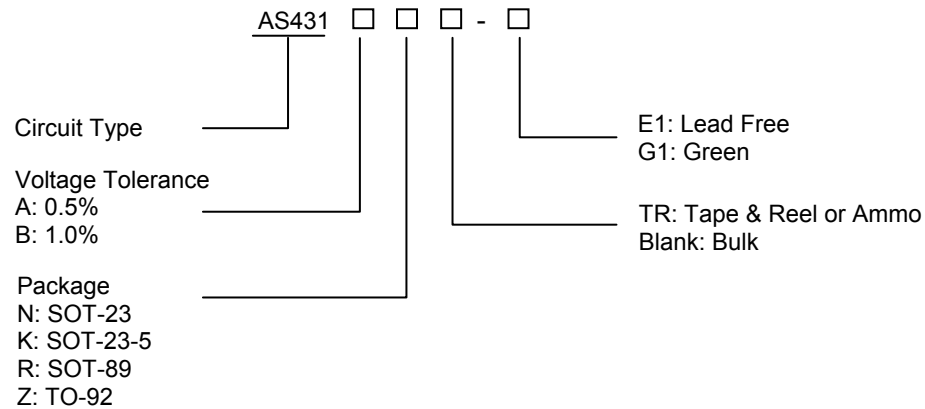 AS431 □ □ □ - □
Circuit Type
Voltage Tolerance
A: 0.5%
B: 1.0%
Package
N: SOT-23
K: SOT-23-5
R: SOT-89
Z: TO-92
E1: Lead Free
G1: Green
TR: Tape & Reel or Ammo
Blank: Bulk